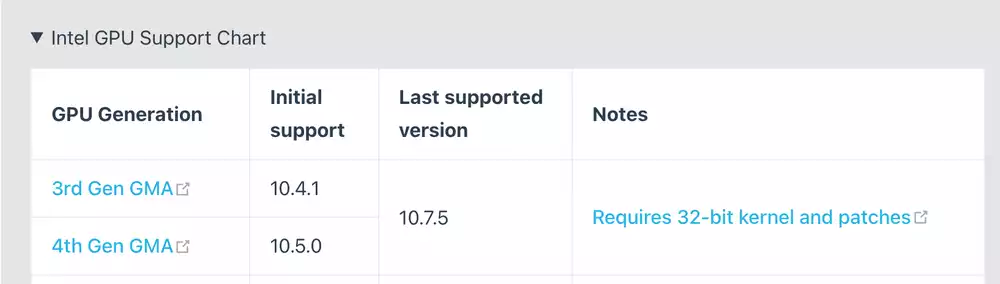 ▼ Intel GPU Support Chart
GPU Generation
Initial
support
Last supported
version
Notes
3rd Gen GMA
10.4.1
10.7.5
Requires 32-bit kernel and patches
4th Gen GMA
10.5.0